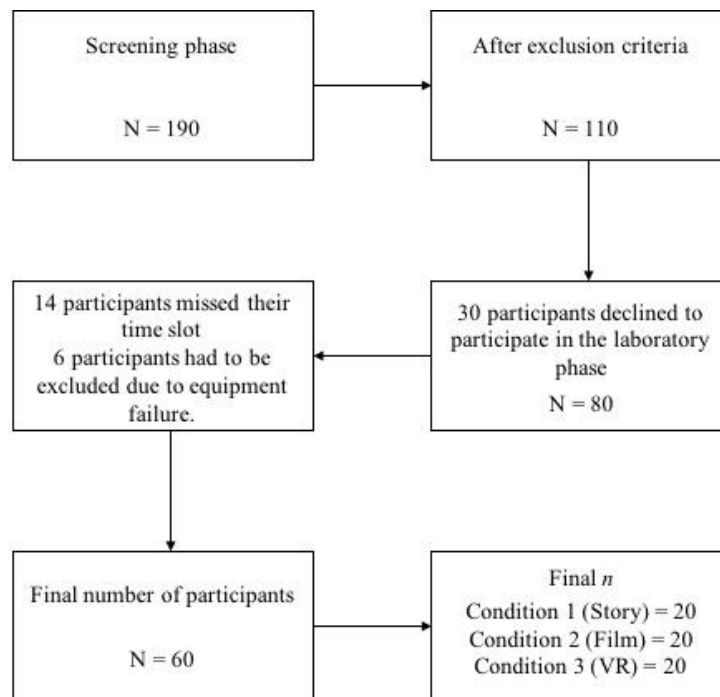 Screening phase
N = 190
After exclusion criteria
N = 110
30 participants declined to
participate in the laboratory
phase
N = 80
14 participants missed their
time slot
6 participants had to be
excluded due to equipment
failure.
Final number of participants
N = 60
Final n
Condition 1 (Story) = 20
Condition 2 (Film) = 20
Condition 3 (VR) = 20